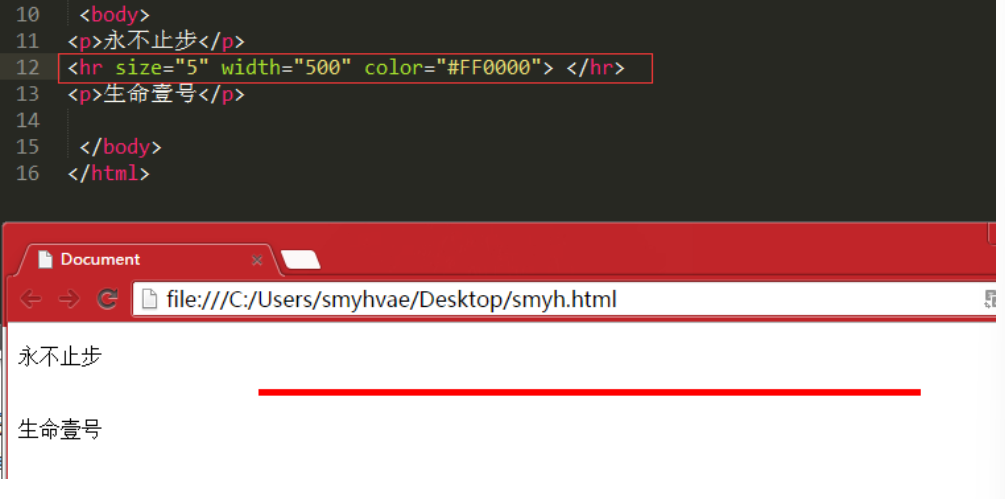 10 <body>
11 <p>永不止步</p>
12 <hr size="5" width="500" color="#FF0000"> </hr>
13 <p>生命壹号</p>
14
15 </body>
16 </html>
Document
file:///C:/Users/smyhvae/Desktop/smyh.html
永不止步
生命壹号